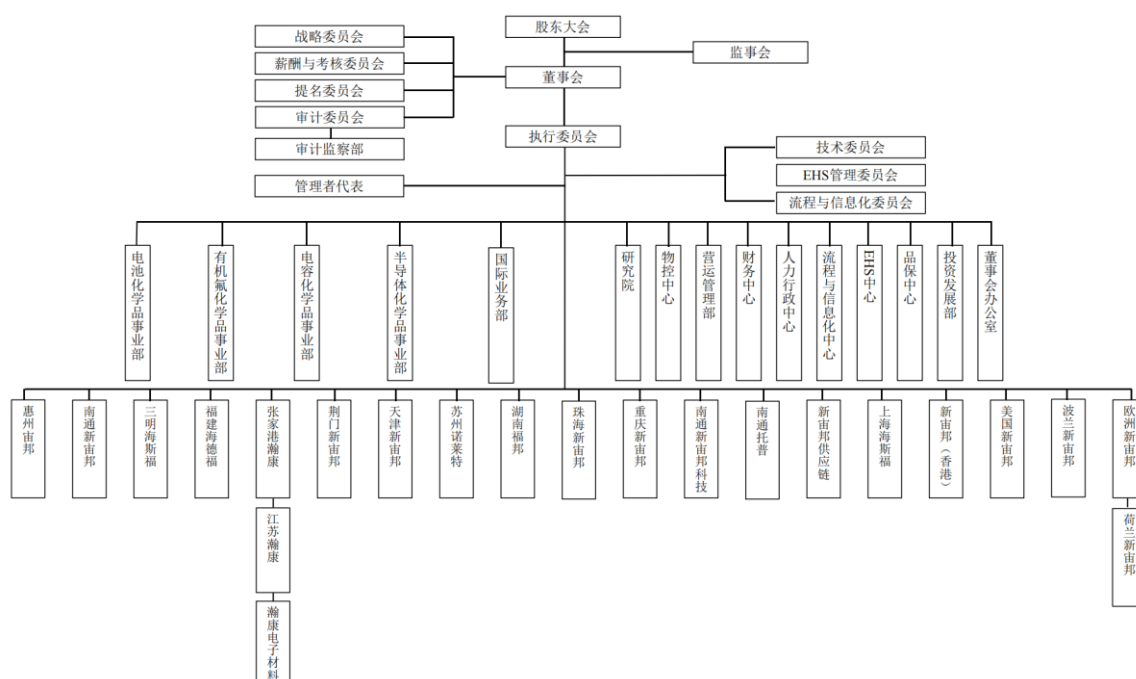 股东大会
战略委员会
监事会
薪酬与考核委员会
董事会
提名委员会
审计委员会
执行委员会
审计监察部
技术委员会
EHS管理委员会
管理者代表
流程与信息化委员会
电池化学品事业部
有机氟化学品事业部
电容化学品事业部
半导体化学品事业部
国际业务部
研究院
物控中心
营运管理部
财务中心
人力行政中心
流程与信息化中心
EHS中心
品保中心
投资发展部
董事会办公室
惠州宙邦
南通新宙邦
三明海斯福
福建海德福
张家港瀚康
荆门新宙邦
天津新宙邦
苏州诺莱特
湖南福邦
珠海新宙邦
重庆新宙邦
南通新宙邦科技
南通托普
新宙邦供应链
上海海斯福
新宙邦（香港）
美国新宙邦
波兰新宙邦
欧洲新宙邦
江苏瀚康
荷兰新宙邦
瀚康电子材料